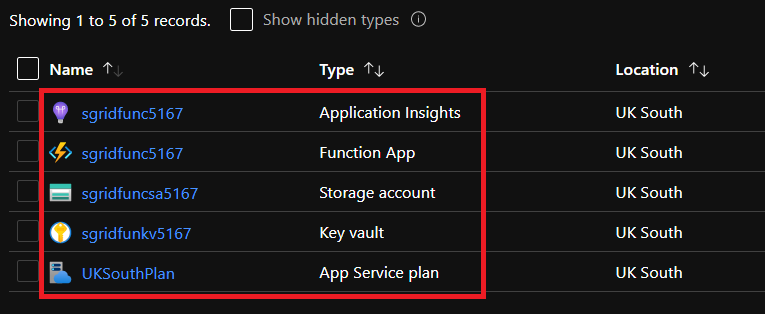 Showing 1 to 5 of 5 records. Show hidden types
Name Type Location
sgridfunc5167 Application Insights UK South
sgridfunc5167 Function App UK South
sgridfuncsa5167 Storage account UK South
sgridfunkv5167 Key vault UK South
UKSouthPlan App Service plan UK South